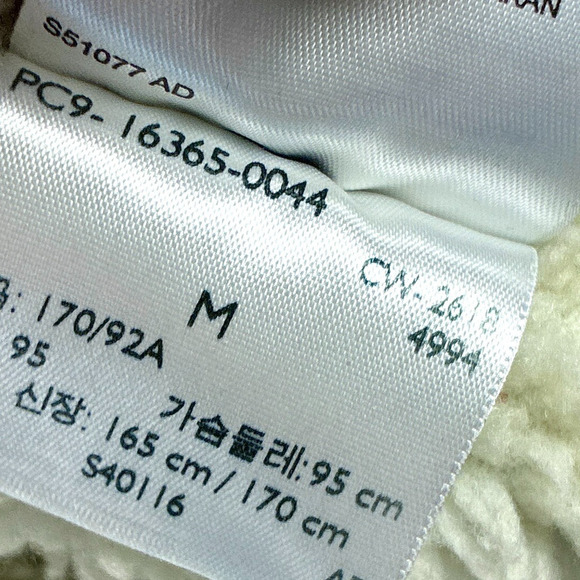 S51077 AD
PC9-16365-0044
CW-2618
4994
M
: 170/92A
95
가슴둘레: 95 cm
신장: 165 cm / 170 cm
S40116